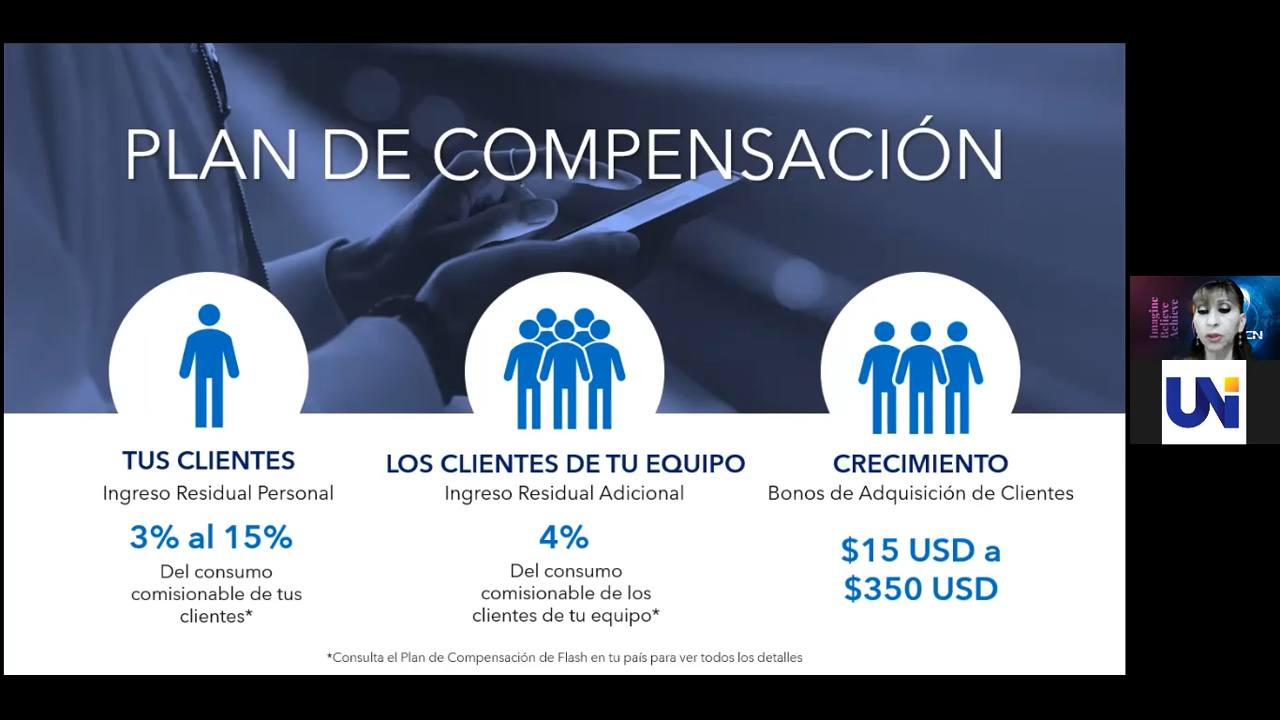 PLAN DE COMPENSACIÓN
TUS CLIENTES
Ingreso Residual Personal
3% al 15%
Del consumo
comisionable de tus
clientes*
LOS CLIENTES DE TU EQUIPO
Ingreso Residual Adicional
4%
Del consumo
comisionable de los
clientes de tu equipo*
CRECIMIENTO
Bonos de Adquisición de Clientes
$15 USD a
$350 USD
*Consulta el Plan de Compensación de Flash en tu país para ver todos los detalles
Imagine
Believe
Achieve
CN
UNi